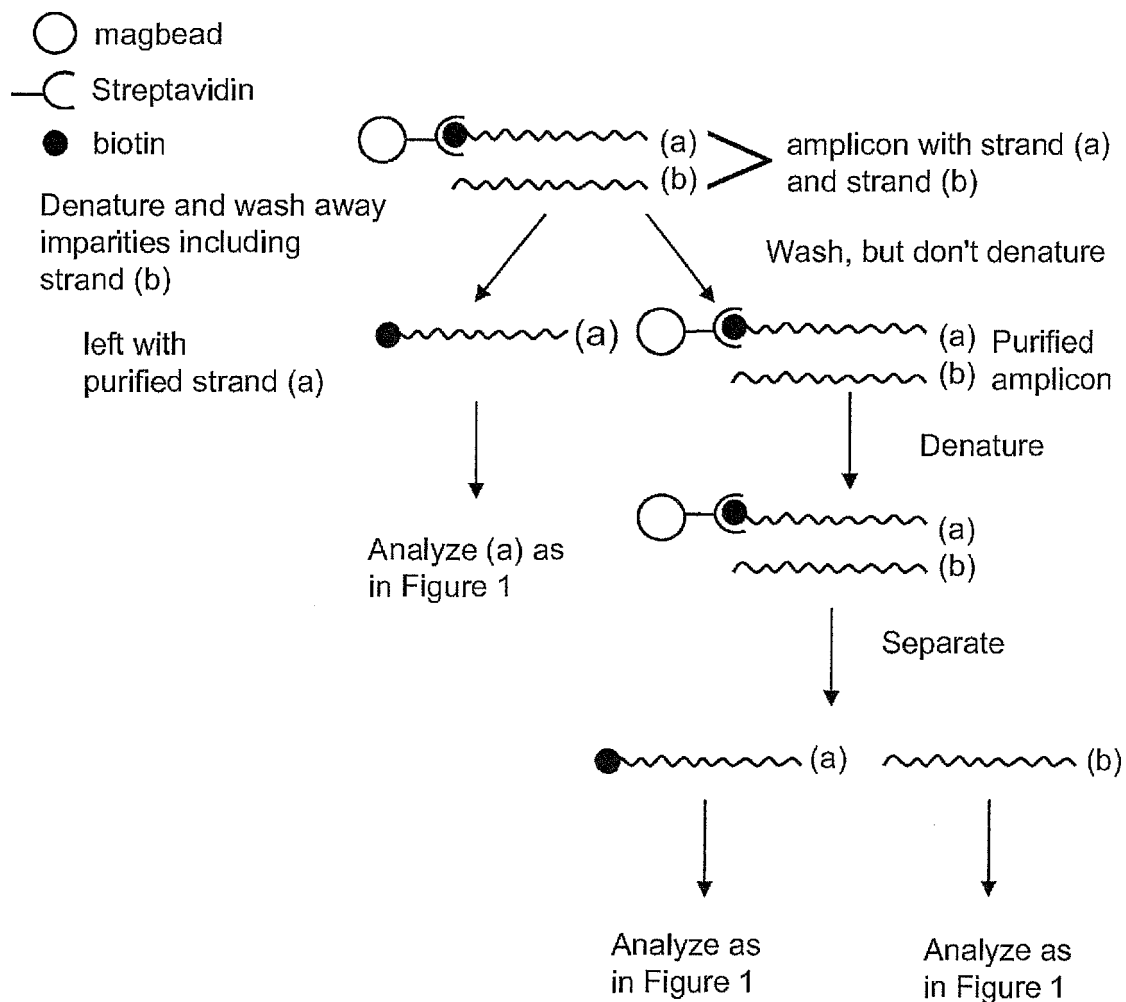 magbead
Streptavidin
biotin
(a)
(b)
amplicon with strand (a)
and strand (b)
Denature and wash away
imparities including
strand (b)
Wash, but don't denature
left with
purified strand (a)
(a)
(a)
(b)
Purified
amplicon
Denature
Analyze (a) as
in Figure 1
(a)
(b)
Separate
(a)
(b)
Analyze as
in Figure 1
Analyze as
in Figure 1